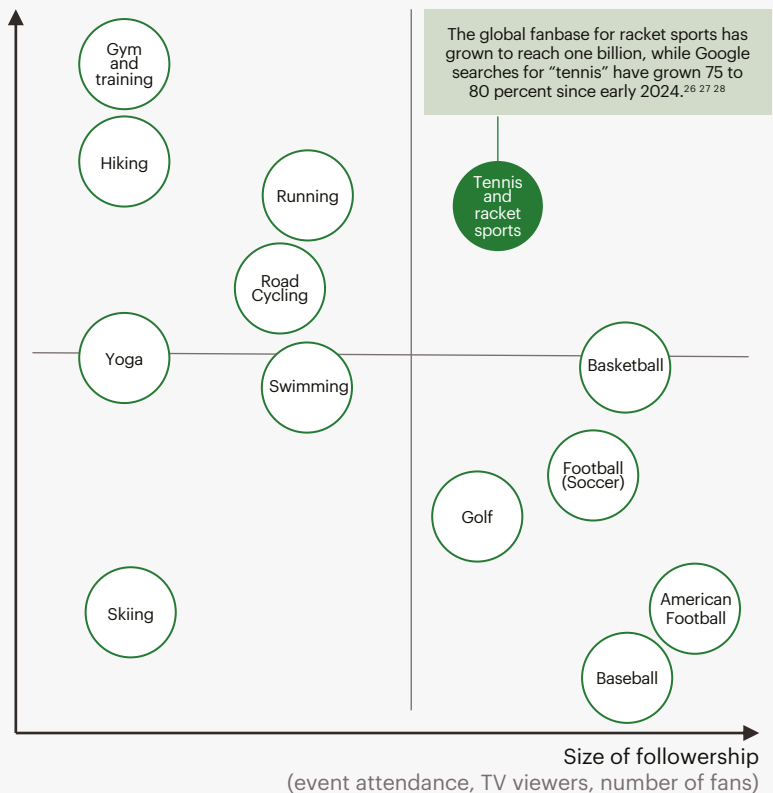 The global fanbase for racket sports has
grown to reach one billion, while Google
searches for “tennis” have grown 75 to
80 percent since early 2024.²⁶ ²⁷ ²⁸
Gym
and
training
Hiking
Running
Tennis
and
racket
sports
Road
Cycling
Yoga
Swimming
Basketball
Football
(Soccer)
Golf
Skiing
American
Football
Baseball
Size of followership
(event attendance, TV viewers, number of fans)